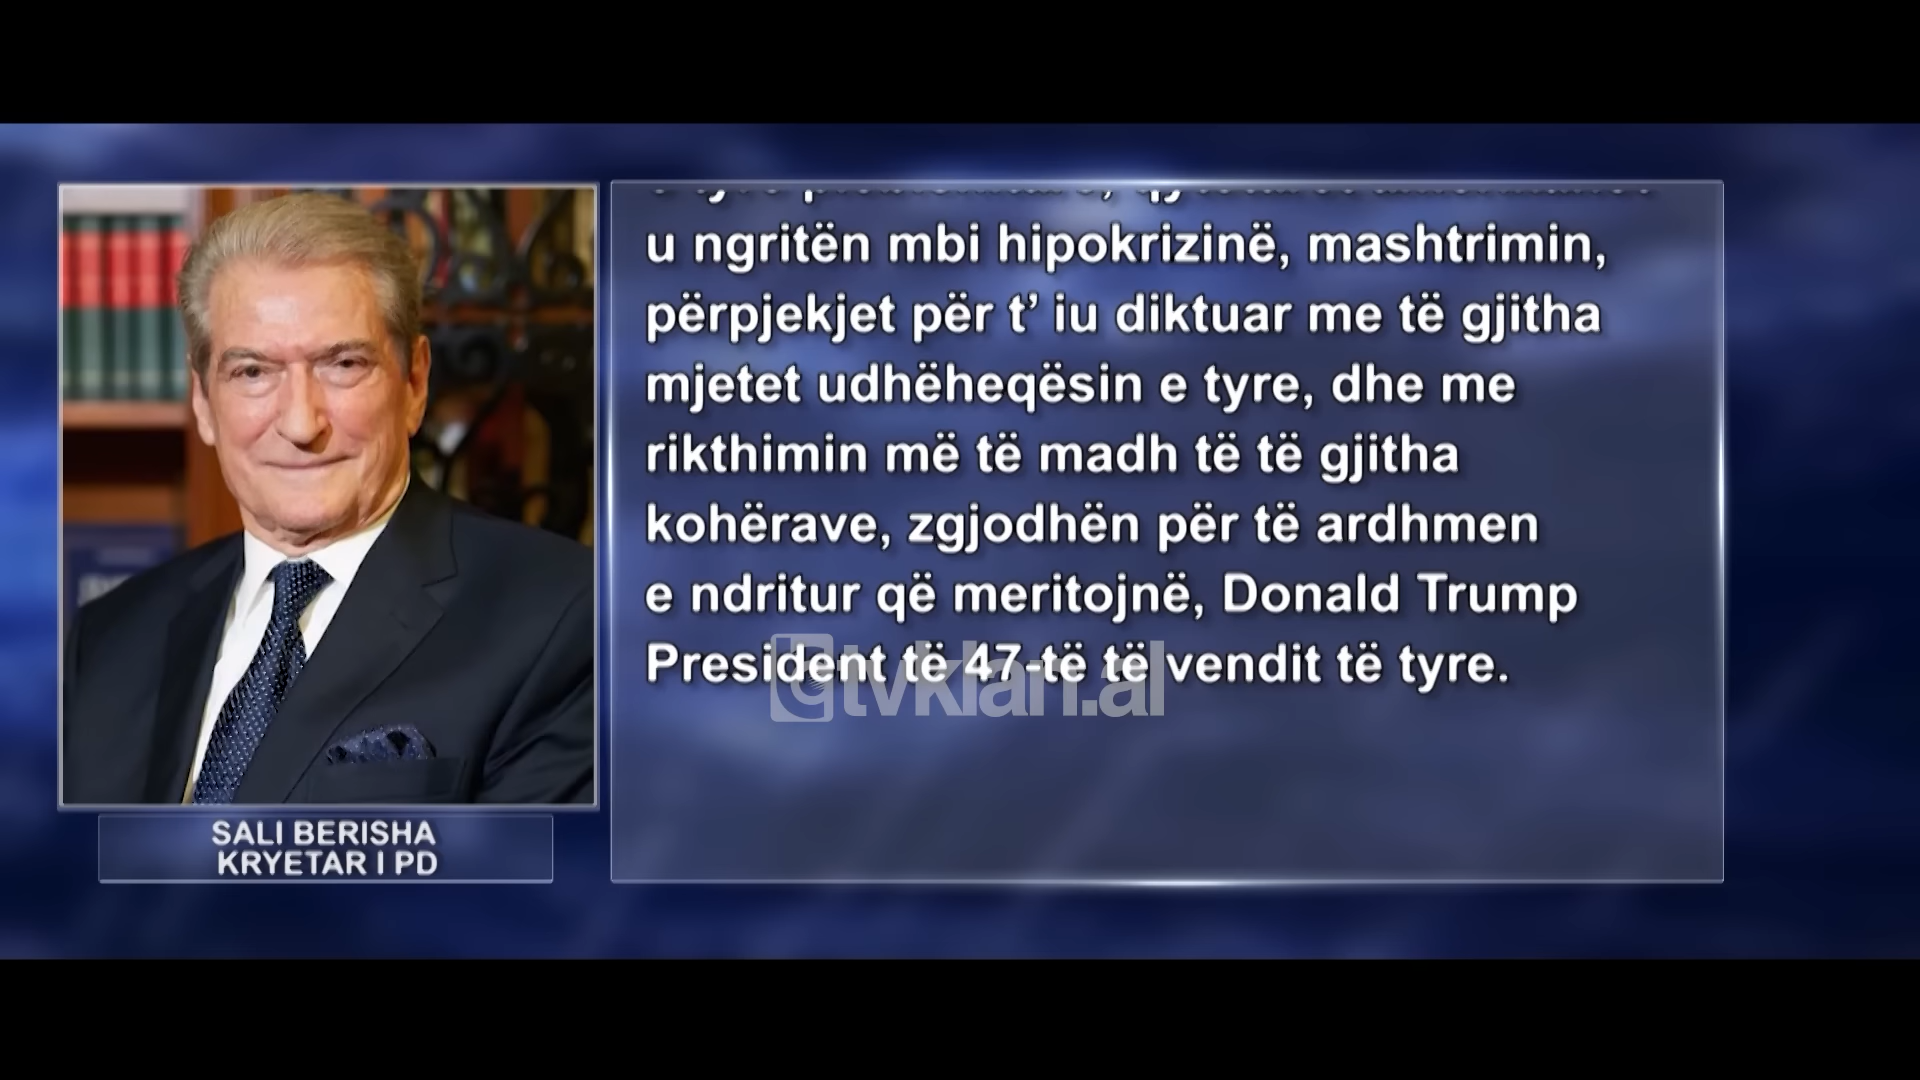 u ngritën mbi hipokrizinë, mashtrimin,
përpjekjet për t’ iu diktuar me të gjitha
mjetet udhëheqësin e tyre, dhe me
rikthimin më të madh të të gjitha
kohërave, zgjodhën për të ardhmen
e ndritur që meritojnë, Donald Trump
President të 47-të të vendit të tyre.
tvklan.al
SALI BERISHA
KRYETAR I PD